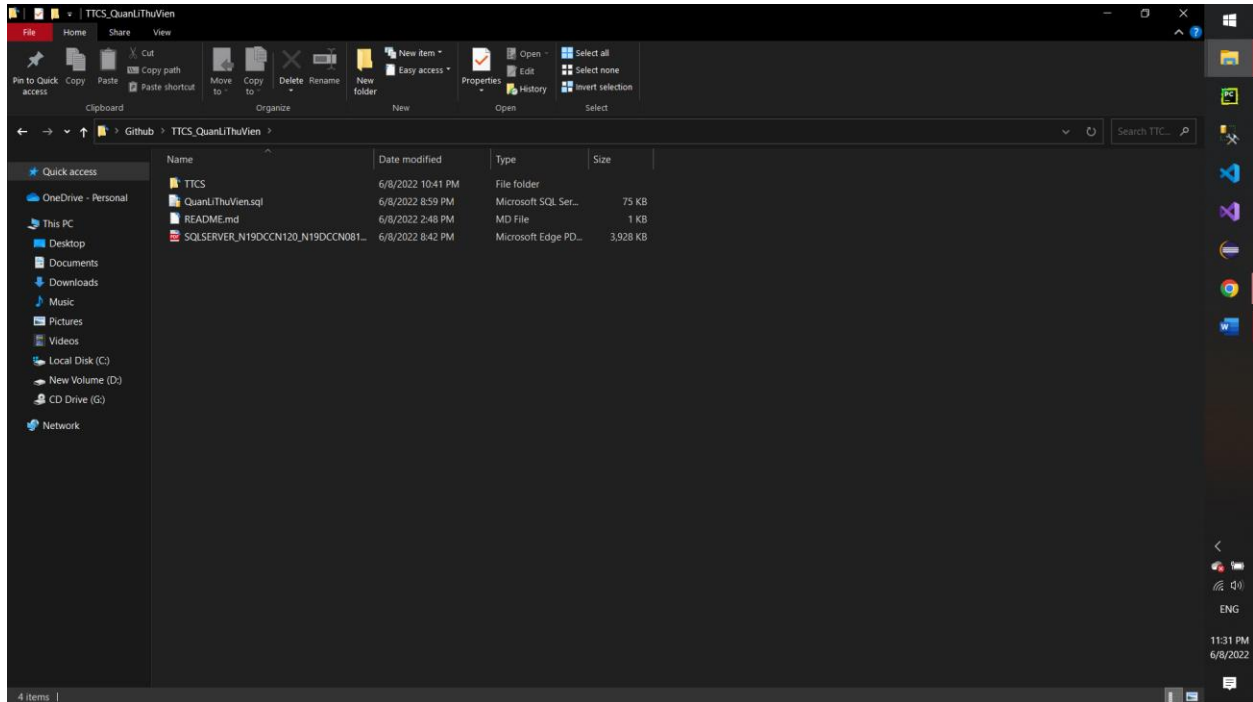 TTCS_QuanLiThuVien
File Home Share View
Pin to Quick access
Copy
Paste
Cut
Copy path
Paste shortcut
Clipboard
Move to
Copy to
Delete
Rename
Organize
New folder
New item
Easy access
New
Properties
Open
Edit
History
Open
Select all
Select none
Invert selection
Select
Github > TTCS_QuanLiThuVien >
Search TTC...
Name Date modified Type Size
TTCS 6/8/2022 10:41 PM File folder
QuanLiThuVien.sql 6/8/2022 8:59 PM Microsoft SQL Ser... 75 KB
README.md 6/8/2022 2:48 PM MD File 1 KB
SQLSERVER_N19DCCN120_N19DCCN081... 6/8/2022 8:42 PM Microsoft Edge PD... 3,928 KB
Quick access
OneDrive - Personal
This PC
Desktop
Documents
Downloads
Music
Pictures
Videos
Local Disk (C:)
New Volume (D:)
CD Drive (G:)
Network
4 items
PC
W
ENG
11:31 PM
6/8/2022